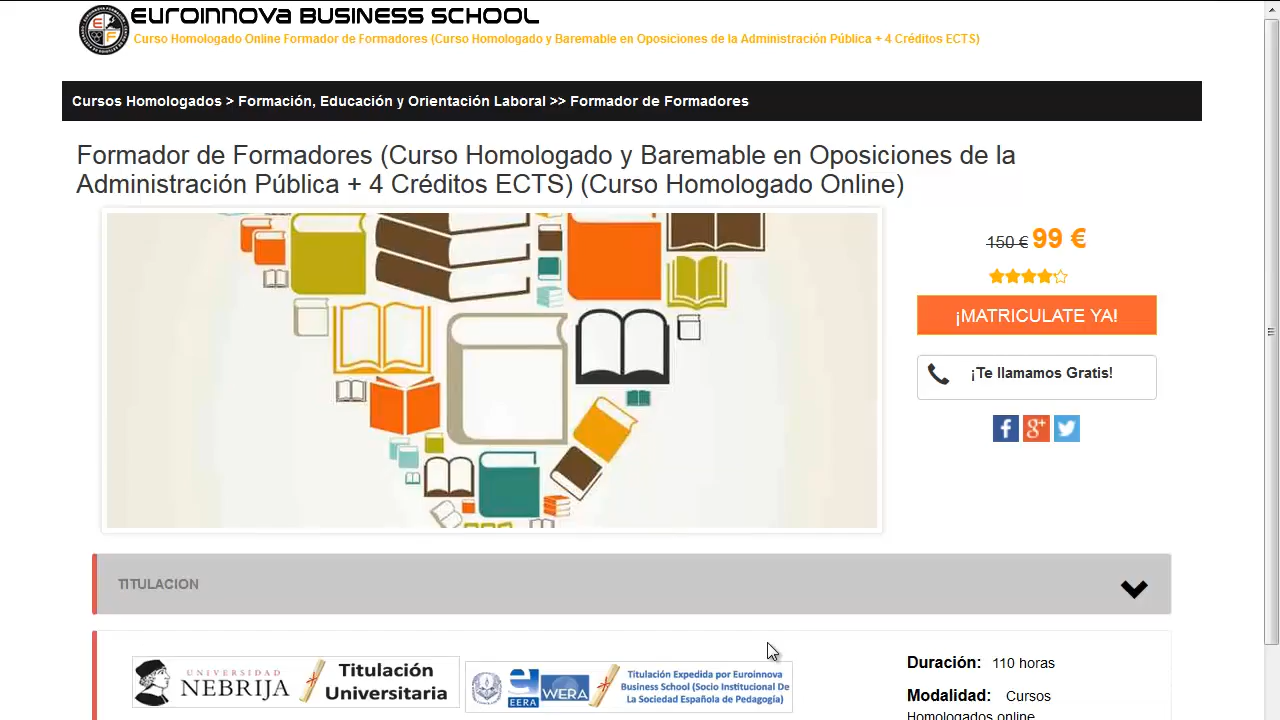 EUROINNOVA BUSINESS SCHOOL
Curso Homologado Online Formador de Formadores (Curso Homologado y Baremable en Oposiciones de la Administración Pública + 4 Créditos ECTS)
Cursos Homologados > Formación, Educación y Orientación Laboral >> Formador de Formadores
Formador de Formadores (Curso Homologado y Baremable en Oposiciones de la
Administración Pública + 4 Créditos ECTS) (Curso Homologado Online)
150 € 99 €
¡MATRICULATE YA!
¡Te llamamos Gratis!
TITULACION
UNIVERSIDAD
NEBRIJA
Titulación
Universitaria
EERA
WERA
Titulación Expedida por Euroinnova
Business School (Socio Institucional De
La Sociedad Española de Pedagogía)
Duración: 110 horas
Modalidad: Cursos
Homologados online